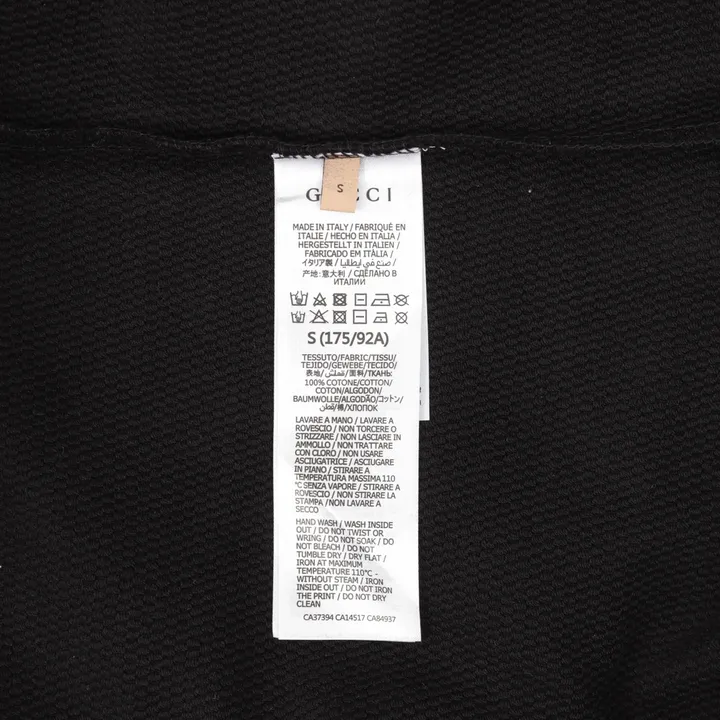 S
G CCI
MADE IN ITALY / FABRIQUÉ EN
ITALIE / HECHO EN ITALIA /
HERGESTELLT IN ITALIEN /
FABRICADO EM ITÀLIA /
イタリア製 / صنع في ايطاليا /
产地: 意大利 / СДЕЛАНО В
ИТАЛИИ
S (175/92A)
TESSUTO/FABRIC/TISSU/
TEJIDO/GEWEBE/TECIDO/
表地/قماش/面料/ТКАНЬ:
100% COTONE/COTTON/
COTON/ALGODON/
BAUMWOLLE/ALGODÃO/コットン/
قطن/棉/ХЛОПОК
LAVARE A MANO / LAVARE A
ROVESCIO / NON TORCERE O
STRIZZARE / NON LASCIARE IN
AMMOLLO / NON TRATTARE
CON CLORO / NON USARE
ASCIUGATRICE / ASCIUGARE
IN PIANO / STIRARE A
TEMPERATURA MASSIMA 110
°C SENZA VAPORE / STIRARE A
ROVESCIO / NON STIRARE LA
STAMPA /NON LAVARE A
SECCO
HAND WASH / WASH INSIDE
OUT / DO NOT TWIST OR
WRING / DO NOT SOAK / DO
NOT BLEACH / DO NOT
TUMBLE DRY / DRY FLAT /
IRON AT MAXIMUM
TEMPERATURE 110°C -
WITHOUT STEAM / IRON
INSIDE OUT / DO NOT IRON
THE PRINT / DO NOT DRY
CLEAN
CA37394 CA14517 CA84937